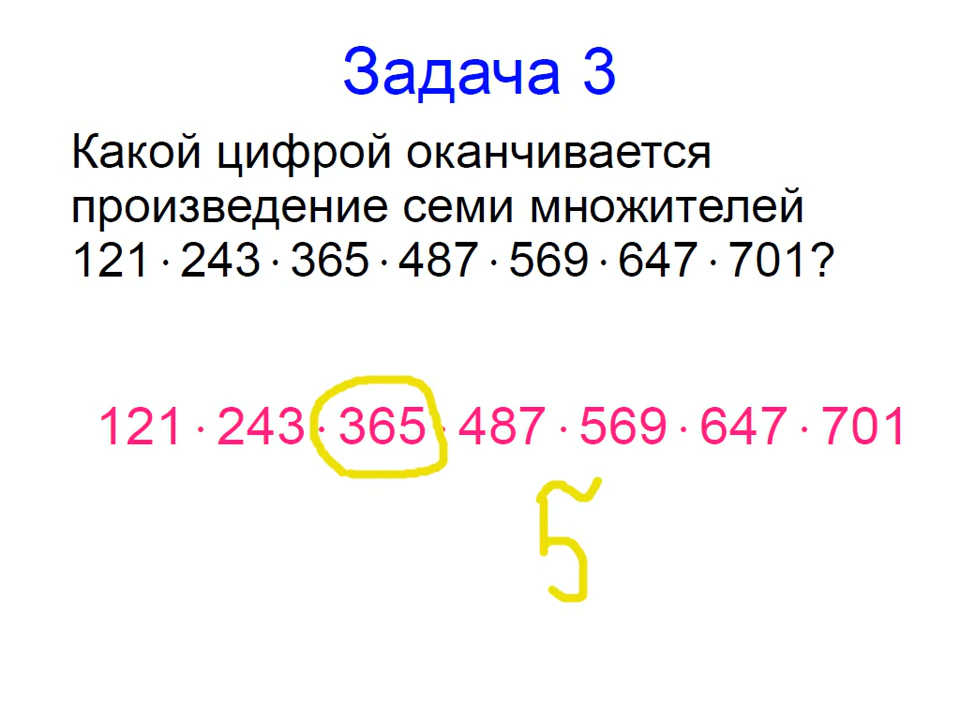 Задача 3
Какой цифрой оканчивается
произведение семи множителей
121 · 243 · 365 · 487 · 569 · 647 · 701?
121 · 243 · 365 · 487 · 569 · 647 · 701
5